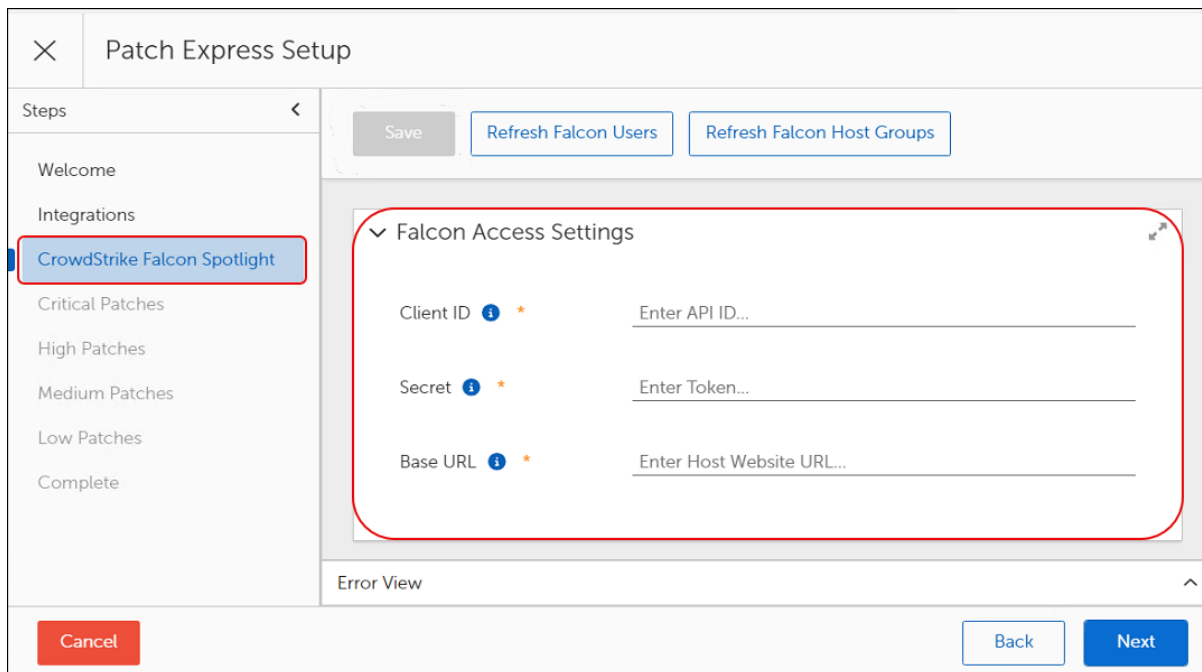 Patch Express Setup
Steps
Welcome
Integrations
CrowdStrike Falcon Spotlight
Critical Patches
High Patches
Medium Patches
Low Patches
Complete
Save
Refresh Falcon Users
Refresh Falcon Host Groups
Falcon Access Settings
Client ID i * Enter API ID...
Secret i * Enter Token...
Base URL i * Enter Host Website URL...
Error View
Cancel
Back
Next